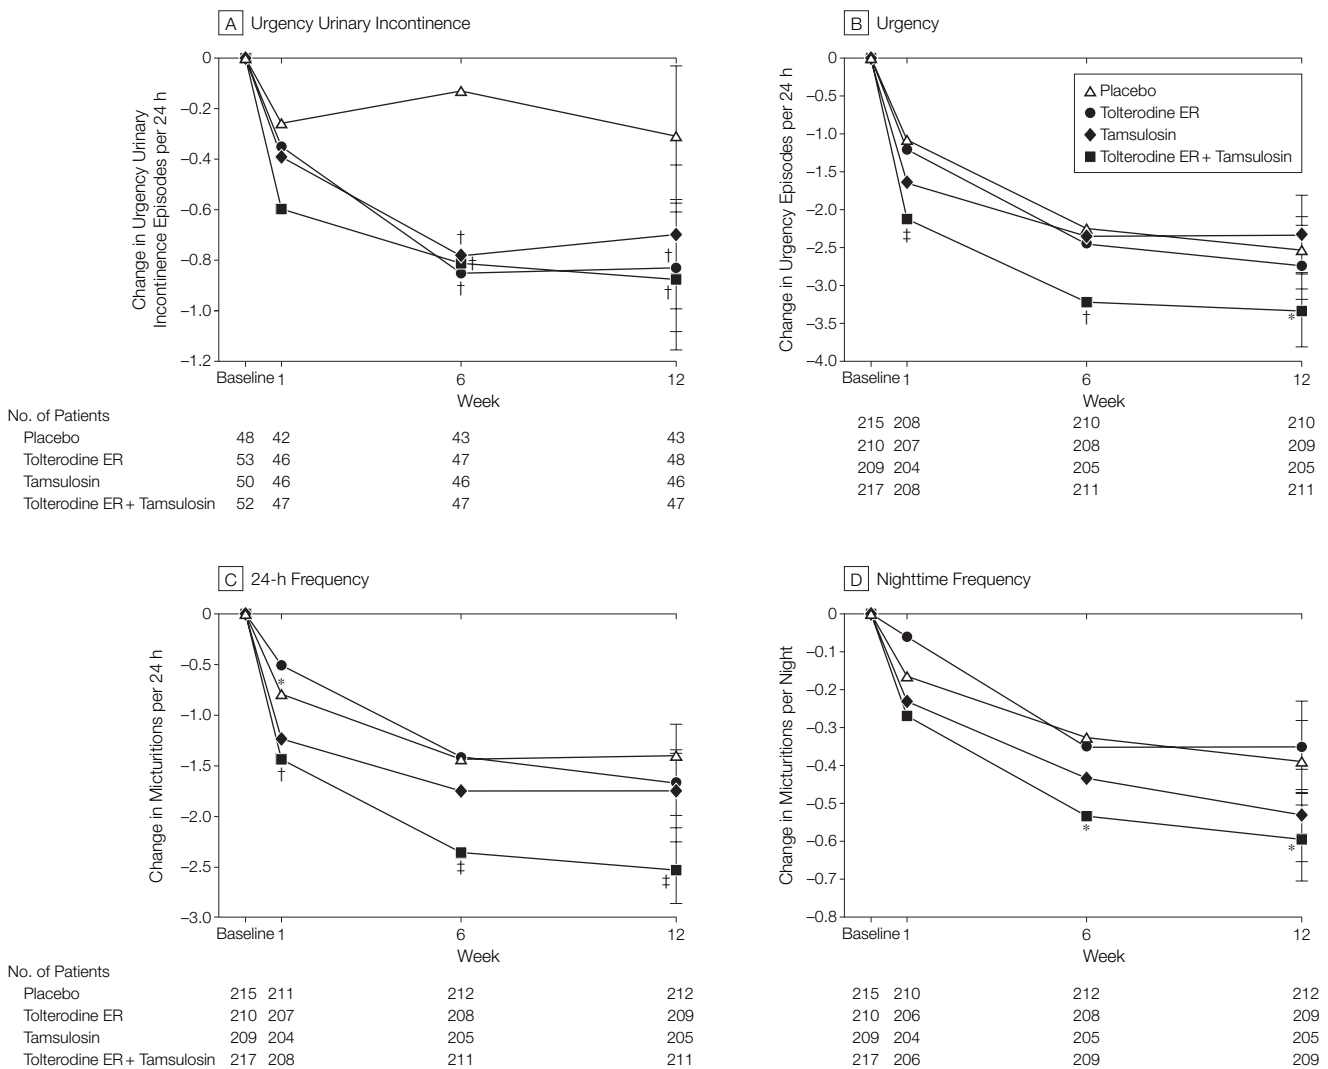 A Urgency Urinary Incontinence
Change in Urgency Urinary
Incontinence Episodes per 24 h
0
–0.2
–0.4
–0.6
–0.8
–1.0
–1.2
†
†
†
†
†
Baseline 1 6 12
Week
No. of Patients
Placebo 48 42 43 43
Tolterodine ER 53 46 47 48
Tamsulosin 50 46 46 46
Tolterodine ER + Tamsulosin 52 47 47 47
B Urgency
Change in Urgency Episodes per 24 h
0
–0.5
–1.0
–1.5
–2.0
–2.5
–3.0
–3.5
–4.0
Placebo
Tolterodine ER
Tamsulosin
Tolterodine ER + Tamsulosin
‡
†
*
Baseline 1 6 12
Week
215 208 210 210
210 207 208 209
209 204 205 205
217 208 211 211
C 24-h Frequency
Change in Micturitions per 24 h
0
–0.5
–1.0
–1.5
–2.0
–2.5
–3.0
*
†
‡
‡
Baseline 1 6 12
Week
No. of Patients
Placebo 215 211 212 212
Tolterodine ER 210 207 208 209
Tamsulosin 209 204 205 205
Tolterodine ER + Tamsulosin 217 208 211 211
D Nighttime Frequency
Change in Micturitions per Night
0
–0.1
–0.2
–0.3
–0.4
–0.5
–0.6
–0.7
–0.8
*
*
Baseline 1 6 12
Week
215 210 212 212
210 206 208 209
209 204 205 205
217 206 209 209